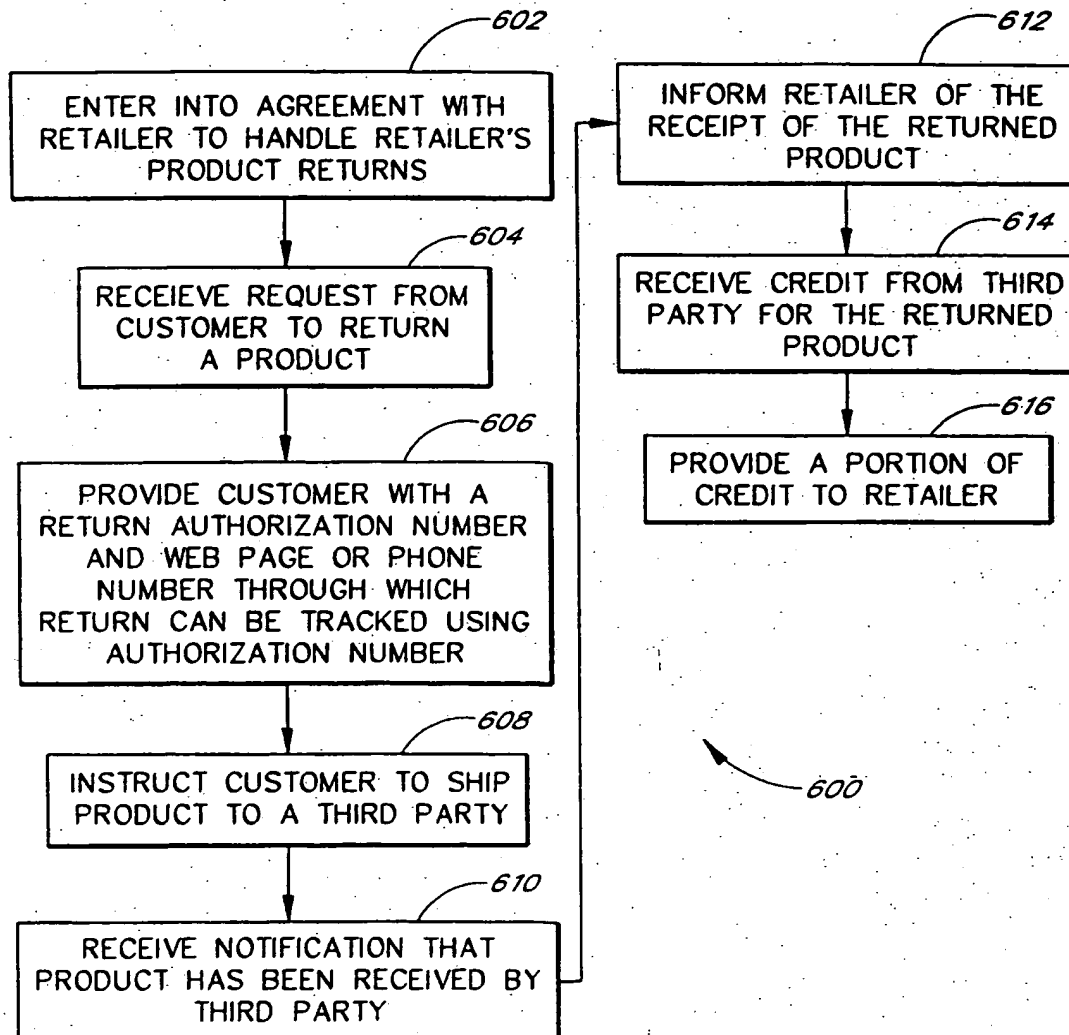 602
ENTER INTO AGREEMENT WITH
RETAILER TO HANDLE RETAILER'S
PRODUCT RETURNS
604
RECEIEVE REQUEST FROM
CUSTOMER TO RETURN
A PRODUCT
606
PROVIDE CUSTOMER WITH A
RETURN AUTHORIZATION NUMBER
AND WEB PAGE OR PHONE
NUMBER THROUGH WHICH
RETURN CAN BE TRACKED USING
AUTHORIZATION NUMBER
608
INSTRUCT CUSTOMER TO SHIP
PRODUCT TO A THIRD PARTY
610
RECEIVE NOTIFICATION THAT
PRODUCT HAS BEEN RECEIVED BY
THIRD PARTY
612
INFORM RETAILER OF THE
RECEIPT OF THE RETURNED
PRODUCT
614
RECEIVE CREDIT FROM THIRD
PARTY FOR THE RETURNED
PRODUCT
616
PROVIDE A PORTION OF
CREDIT TO RETAILER
600